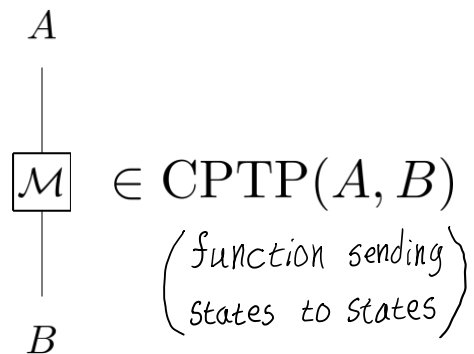 A
ℳ ∈ CPTP(A, B)
(function sending
states to states)
B